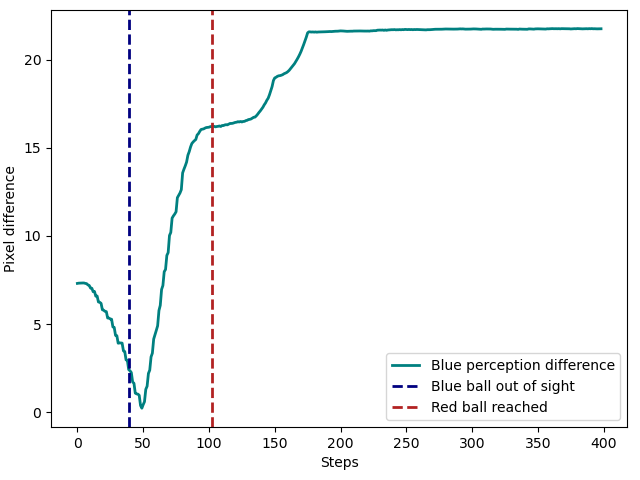 20
15
10
5
0
Pixel difference
0
50
100
150
200
250
300
350
400
Steps
Blue perception difference
Blue ball out of sight
Red ball reached